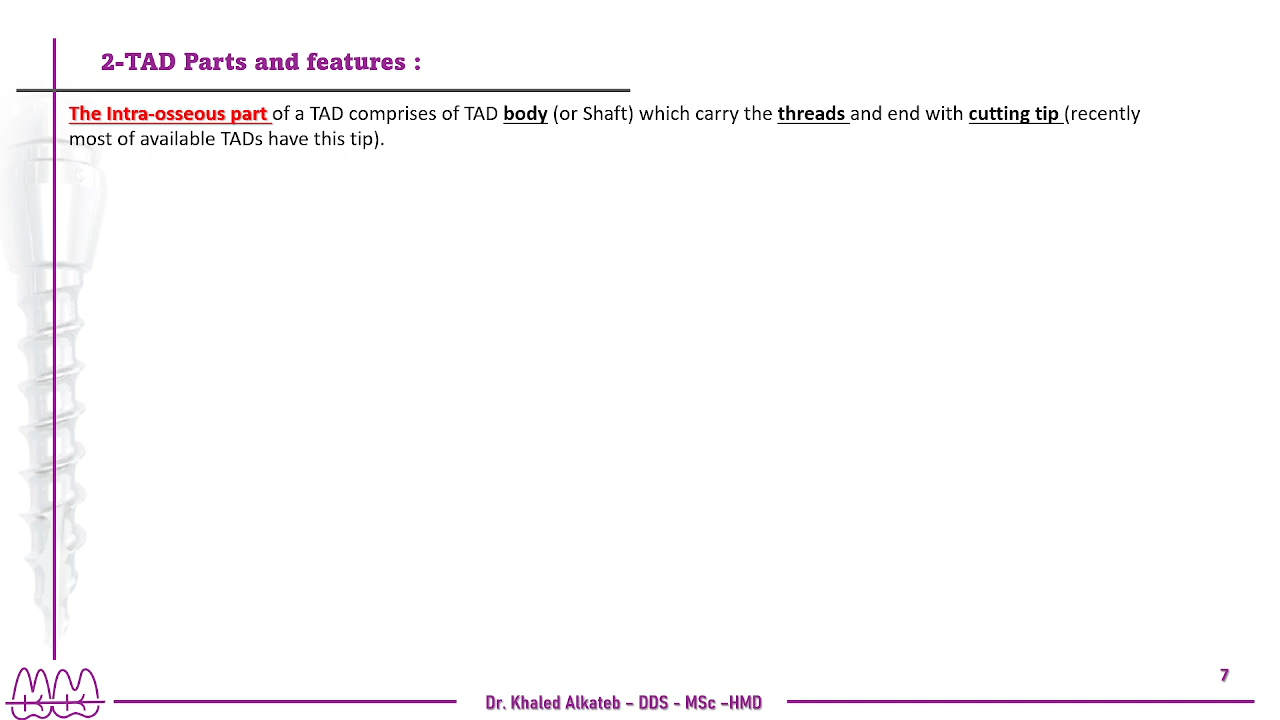 2-TAD Parts and features :
The Intra-osseous part of a TAD comprises of TAD body (or Shaft) which carry the threads and end with cutting tip (recently
most of available TADs have this tip).
7
Dr. Khaled Alkateb – DDS - MSc –HMD